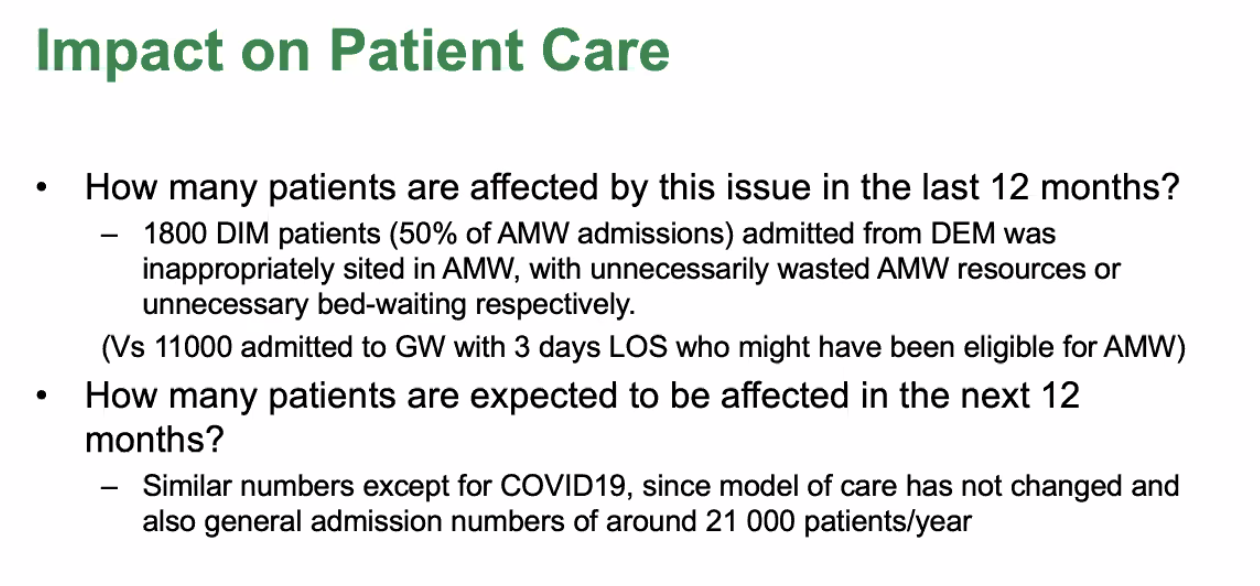 Impact on Patient Care
• How many patients are affected by this issue in the last 12 months?
– 1800 DIM patients (50% of AMW admissions) admitted from DEM was
inappropriately sited in AMW, with unnecessarily wasted AMW resources or
unnecessary bed-waiting respectively.
(Vs 11000 admitted to GW with 3 days LOS who might have been eligible for AMW)
• How many patients are expected to be affected in the next 12
months?
– Similar numbers except for COVID19, since model of care has not changed and
also general admission numbers of around 21 000 patients/year